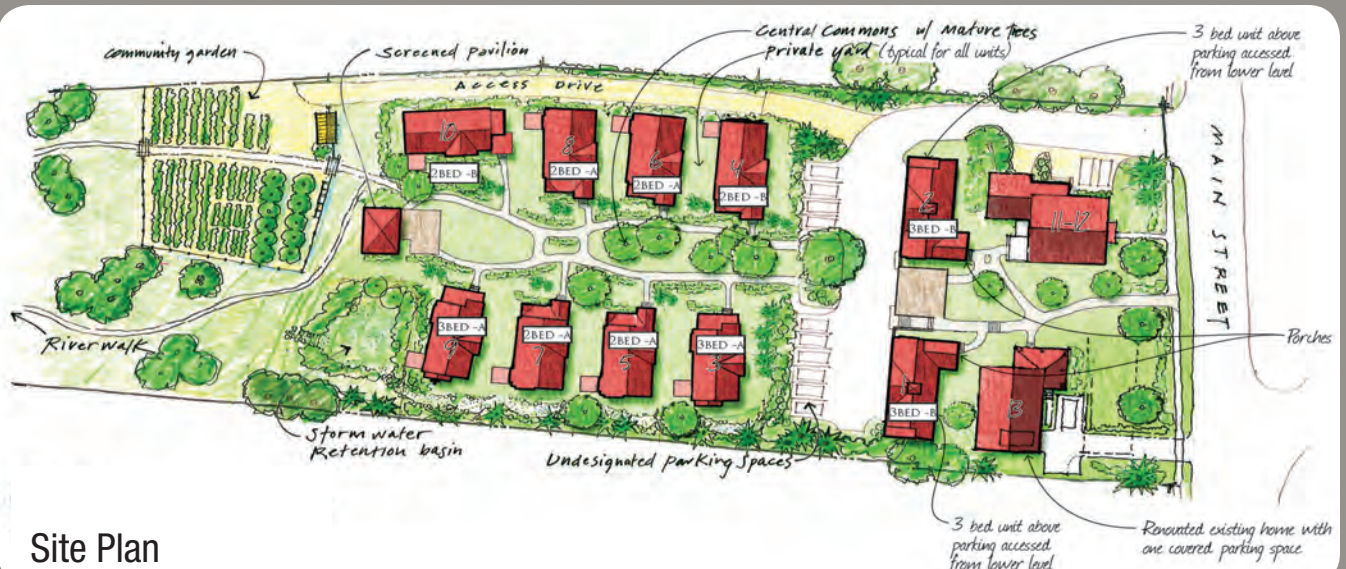 community garden
Screened pavilion
Central Commons w/ Mature trees
private yard (typical for all units)
3 bed unit above
parking accessed
from lower level
Access Drive
10
2BED -B
8
2BED -A
6
2BED -A
4
2BED -B
2
3BED -B
11-12
MAIN STREET
Riverwalk
9
3BED -A
7
2BED -A
5
2BED -A
3
3BED -A
1
3BED -B
13
Porches
Storm water
Retention basin
Undesignated parking spaces
3 bed unit above
parking accessed
from lower level
Renovated existing home with
one covered parking space
Site Plan